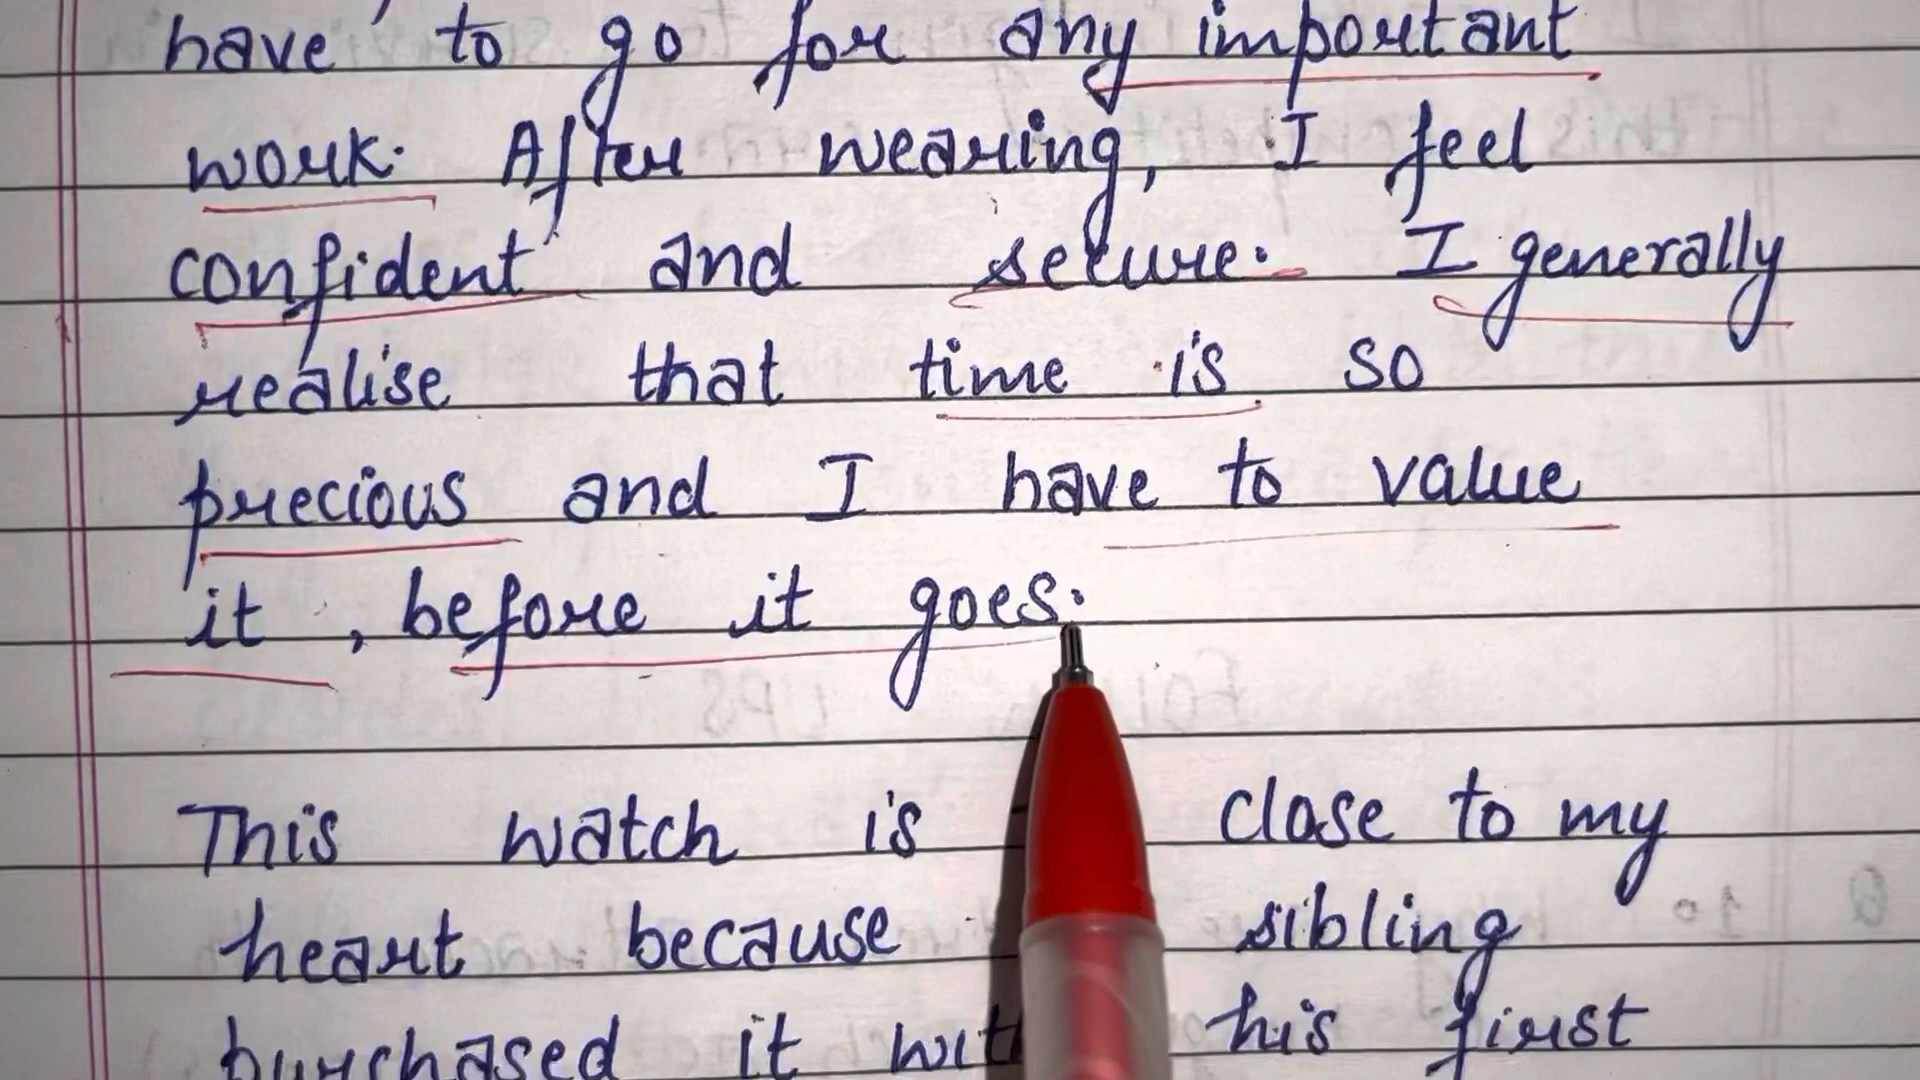 have to go for any important
work. After wearing, I feel
confident and secure. I generally
realise that time is so
precious and I have to value
it, before it goes.
This watch is close to my
heart because sibling
purchased it with his first